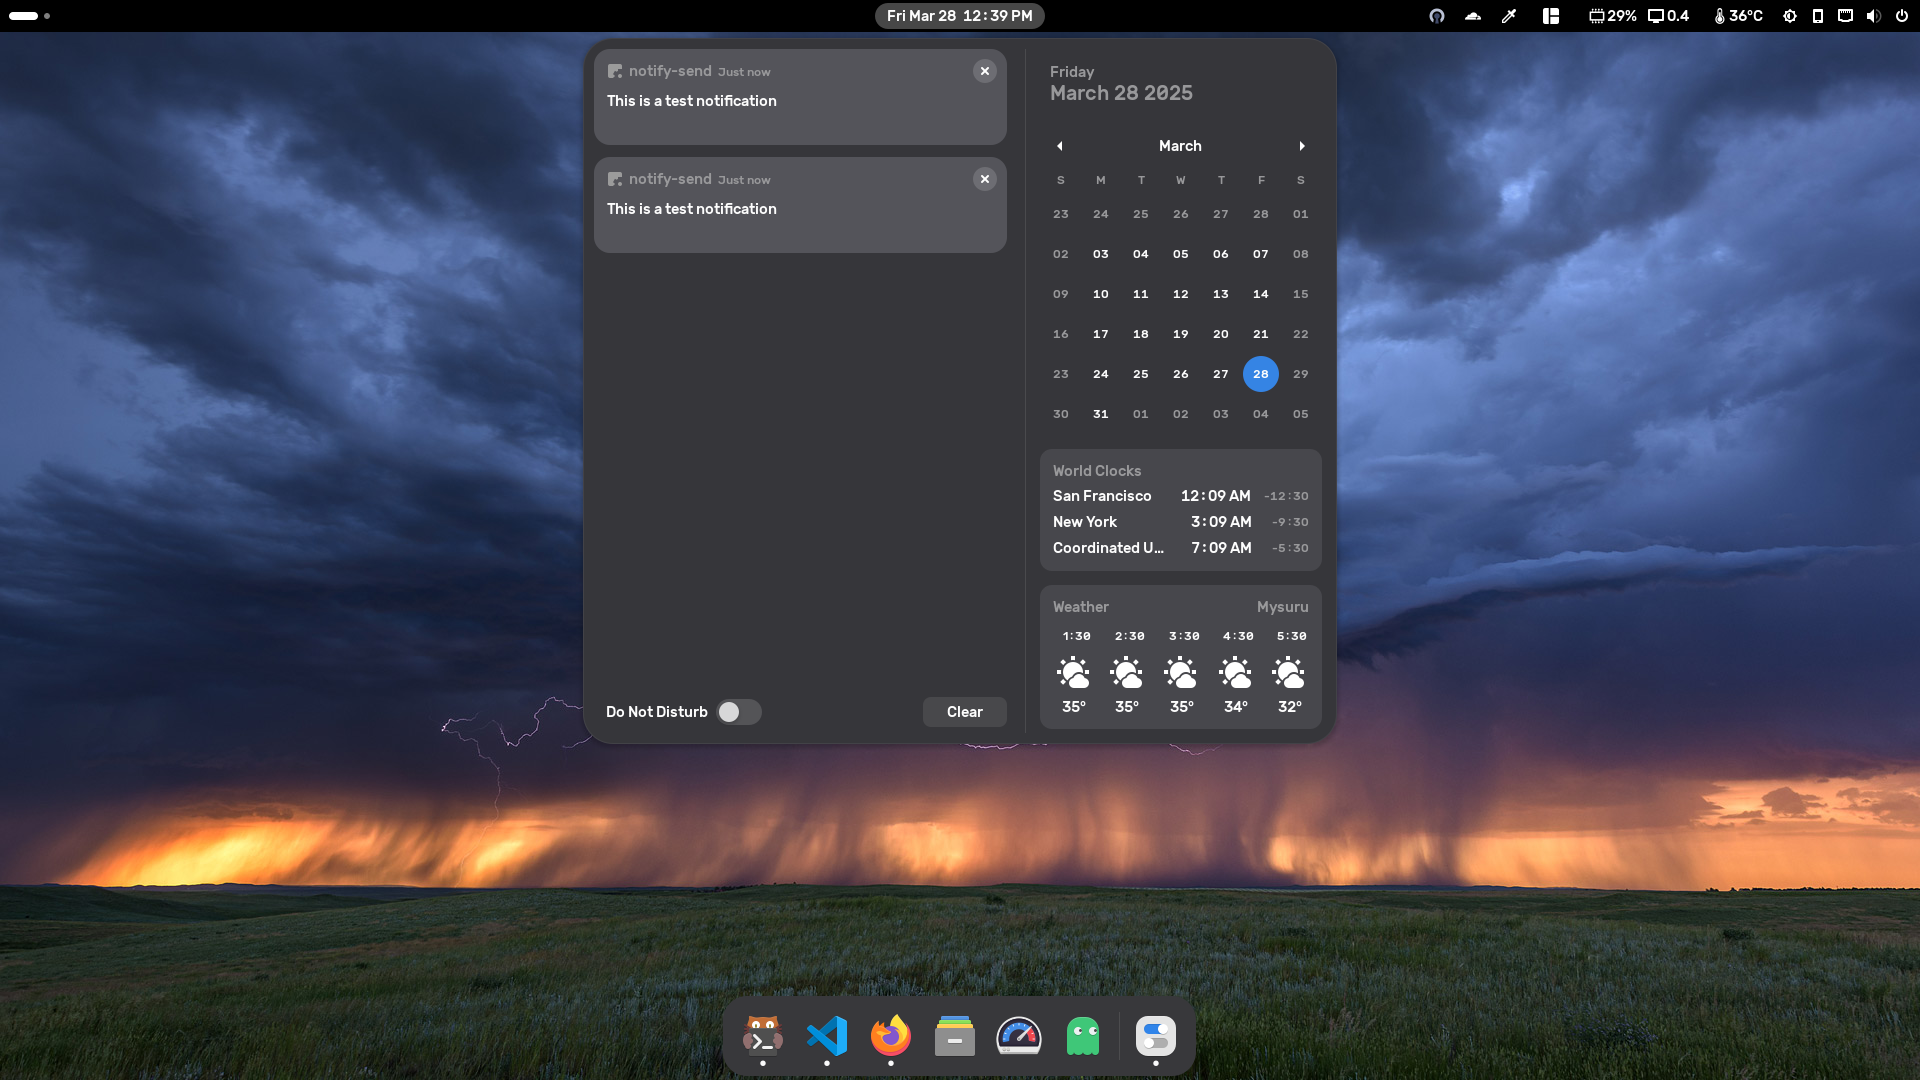 Fri Mar 28 12:39 PM
29% 0.4 36°C
notify-send Just now
This is a test notification
notify-send Just now
This is a test notification
Do Not Disturb
Clear
Friday
March 28 2025
March
S M T W T F S
23 24 25 26 27 28 01
02 03 04 05 06 07 08
09 10 11 12 13 14 15
16 17 18 19 20 21 22
23 24 25 26 27 28 29
30 31 01 02 03 04 05
World Clocks
San Francisco 12:09 AM -12:30
New York 3:09 AM -9:30
Coordinated U... 7:09 AM -5:30
Weather Mysuru
1:30 2:30 3:30 4:30 5:30
35° 35° 35° 34° 32°